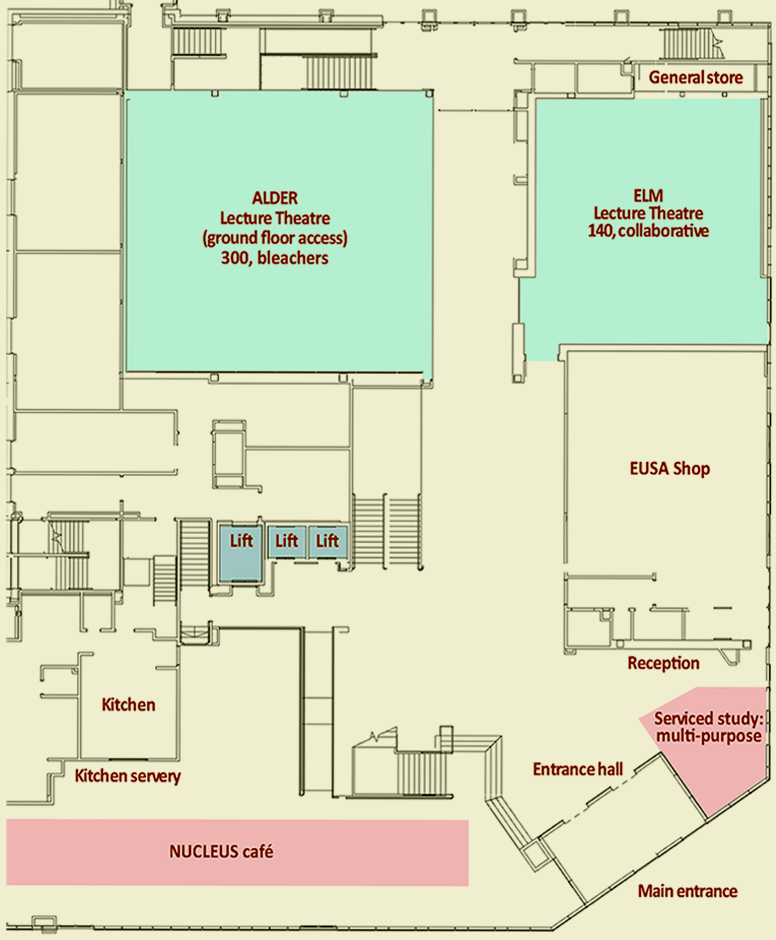 General store
ALDER
Lecture Theatre
(ground floor access)
300, bleachers
ELM
Lecture Theatre
140, collaborative
EUSA Shop
Lift
Lift
Lift
Reception
Kitchen
Serviced study:
multi-purpose
Kitchen servery
Entrance hall
NUCLEUS café
Main entrance